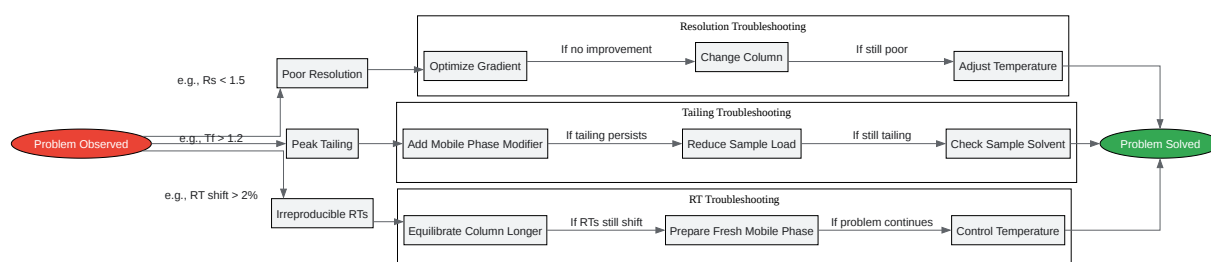 Resolution Troubleshooting
If no improvement
If still poor
Optimize Gradient
Change Column
Adjust Temperature
Poor Resolution
e.g., Rs < 1.5
Tailing Troubleshooting
Problem Observed
e.g., Tf > 1.2
Peak Tailing
If tailing persists
If still tailing
Add Mobile Phase Modifier
Reduce Sample Load
Check Sample Solvent
Problem Solved
e.g., RT shift > 2%
Irreproducible RTs
RT Troubleshooting
If RTs still shift
If problem continues
Equilibrate Column Longer
Prepare Fresh Mobile Phase
Control Temperature